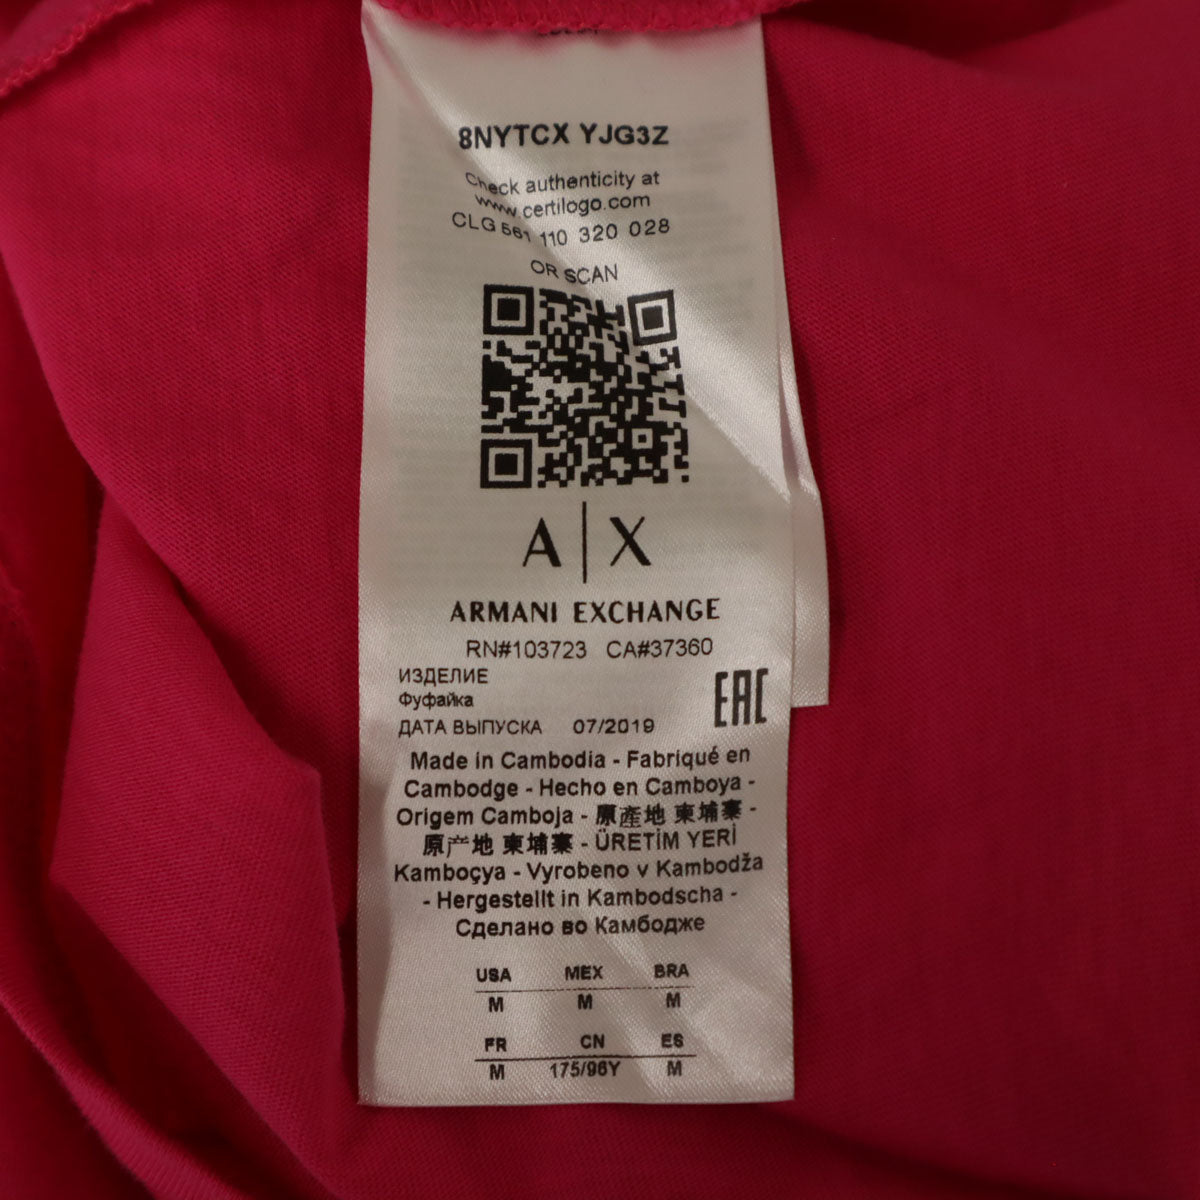 8NYTCX YJG3Z
Check authenticity at
www.certilogo.com
CLG 561 110 320 028
OR SCAN
A|X
ARMANI EXCHANGE
RN#103723 CA#37360
ИЗДЕЛИЕ
Фуфайка
EAC
ДАТА ВЫПУСКА 07/2019
Made in Cambodia - Fabriqué en
Cambodge - Hecho en Camboya -
Origem Camboja - 原產地 柬埔寨 -
原产地 柬埔寨 - ÜRETİM YERİ
Kamboçya - Vyrobeno v Kambodža
- Hergestellt in Kambodscha -
Сделано во Камбодже
USA MEX BRA
M M M
FR CN ES
M 175/96Y M